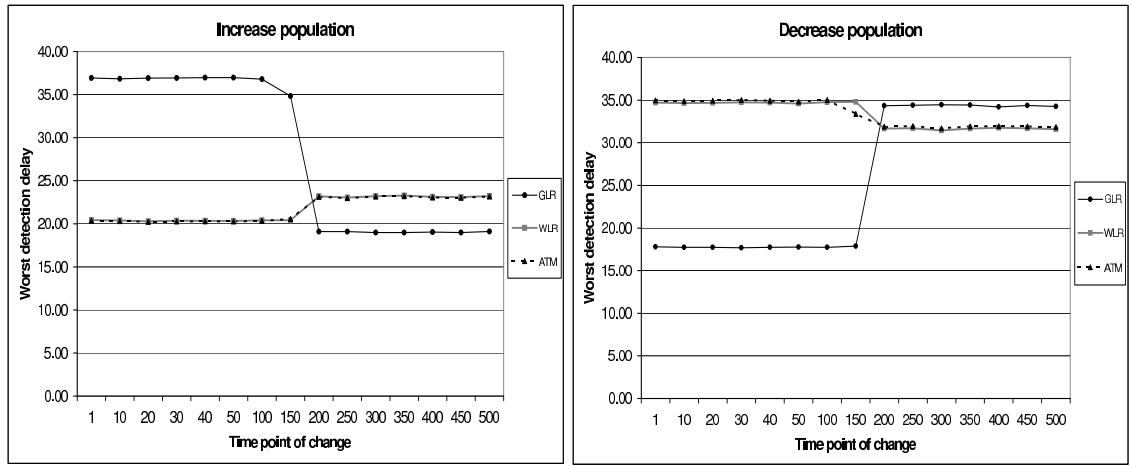 Increase population
40.00
35.00
30.00
25.00
20.00
15.00
10.00
5.00
0.00
Worst detection delay
1 10 20 30 40 50 100 150 200 250 300 350 400 450 500
Time point of change
GLR
WLR
ATM
Decrease population
40.00
35.00
30.00
25.00
20.00
15.00
10.00
5.00
0.00
Worst detection delay
1 10 20 30 40 50 100 150 200 250 300 350 400 450 500
Time point of change
GLR
WLR
ATM